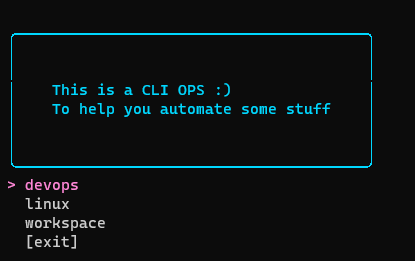 This is a CLI OPS :)
To help you automate some stuff
> devops
linux
workspace
[exit]